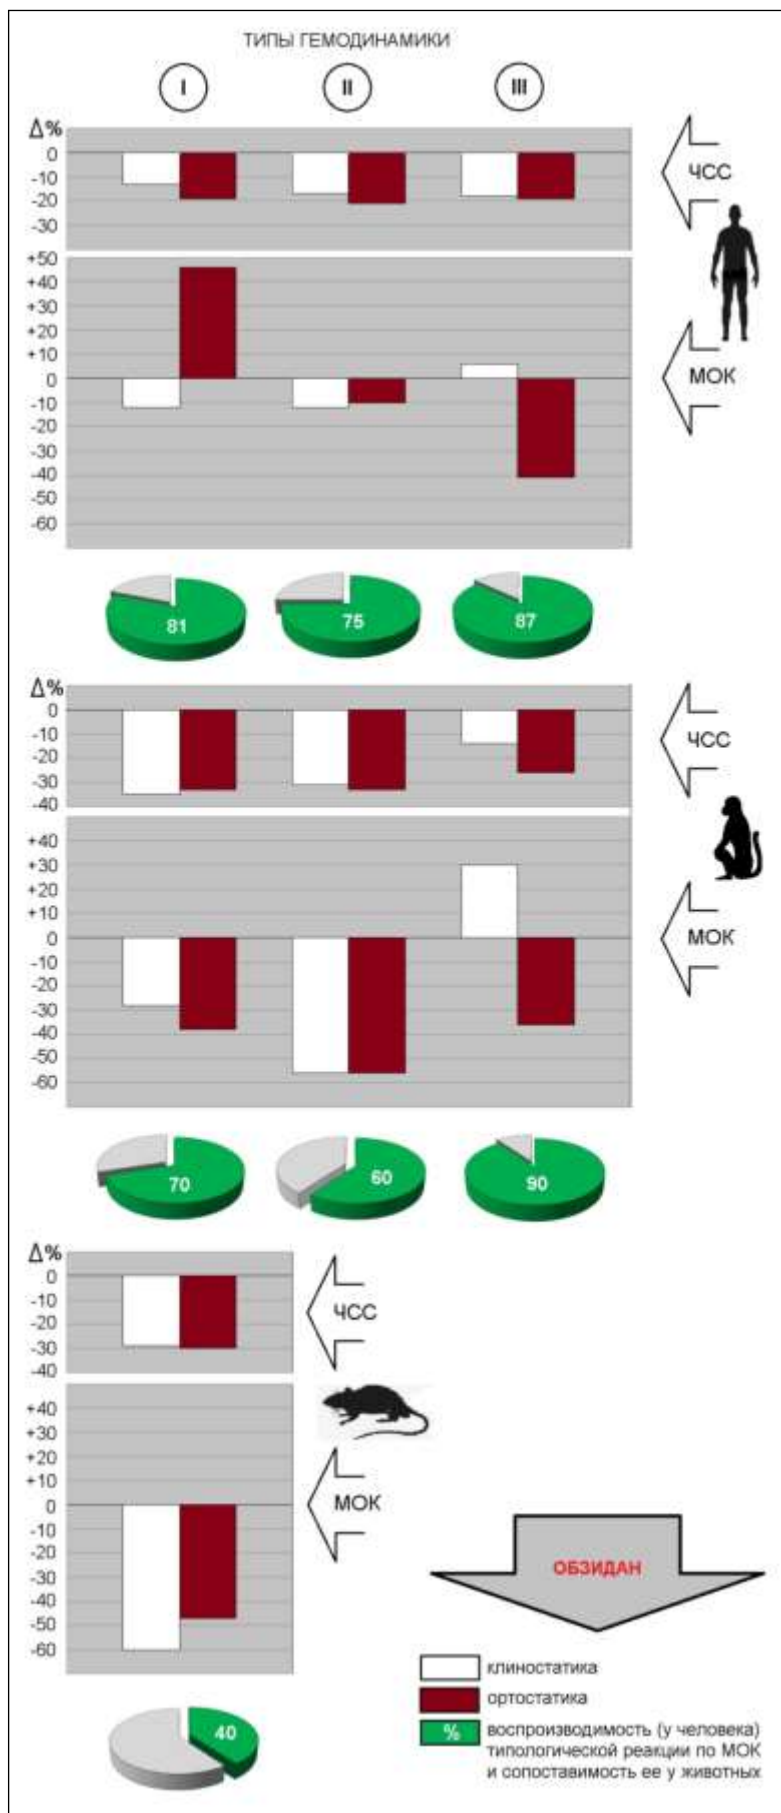 ТИПЫ ГЕМОДИНАМИКИ
I II III
Δ%
0
-10
-20
-30
ЧСС
+50
+40
+30
+20
+10
0
-10
-20
-30
-40
-50
-60
МОК
81 75 87
Δ%
0
-10
-20
-30
-40
ЧСС
+40
+30
+20
+10
0
-10
-20
-30
-40
-50
-60
МОК
70 60 90
Δ%
0
-10
-20
-30
-40
ЧСС
+40
+30
+20
+10
0
-10
-20
-30
-40
-50
-60
МОК
ОБЗИДАН
клиностатика
ортостатика
% воспроизводимость (у человека)
типологической реакции по МОК
и сопоставимость ее у животных
40